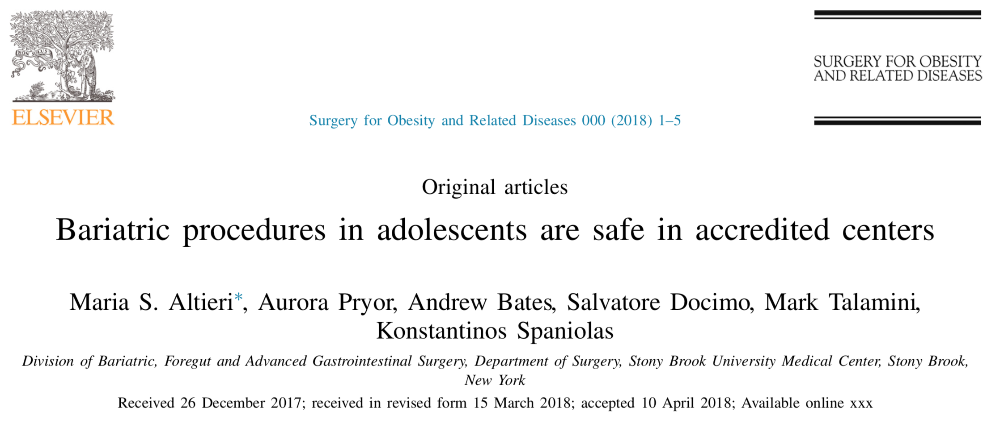 NON SOLUS
ELSEVIER
SURGERY FOR OBESITY
AND RELATED DISEASES
Surgery for Obesity and Related Diseases 000 (2018) 1–5
Original articles
Bariatric procedures in adolescents are safe in accredited centers
Maria S. Altieri*, Aurora Pryor, Andrew Bates, Salvatore Docimo, Mark Talamini,
Konstantinos Spaniolas
Division of Bariatric, Foregut and Advanced Gastrointestinal Surgery, Department of Surgery, Stony Brook University Medical Center, Stony Brook,
New York
Received 26 December 2017; received in revised form 15 March 2018; accepted 10 April 2018; Available online xxx